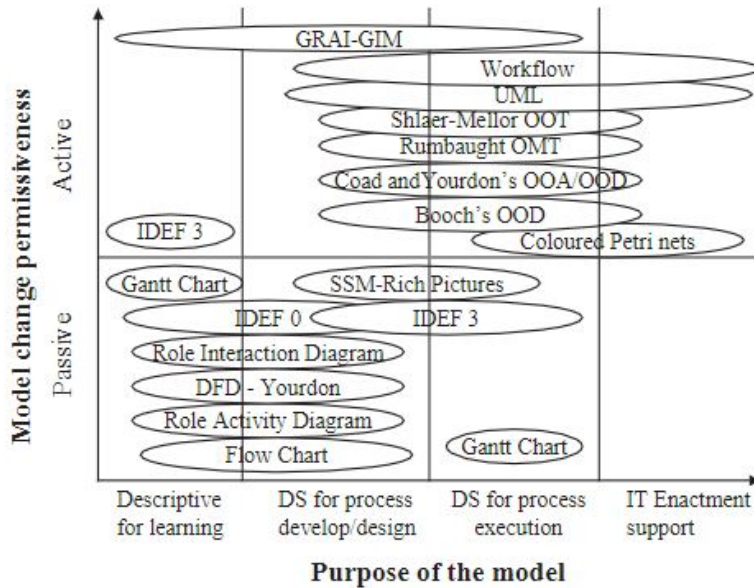 GRAI-GIM
Workflow
UML
Shlaer-Mellor OOT
Rumbaught OMT
Coad andYourdon's OOA/OOD
Booch's OOD
IDEF 3
Coloured Petri nets
Gantt Chart
SSM-Rich Pictures
IDEF 0
IDEF 3
Role Interaction Diagram
DFD - Yourdon
Role Activity Diagram
Flow Chart
Gantt Chart
Model change permissiveness
Active
Passive
Descriptive
for learning
DS for process
develop/design
DS for process
execution
IT Enactment
support
Purpose of the model